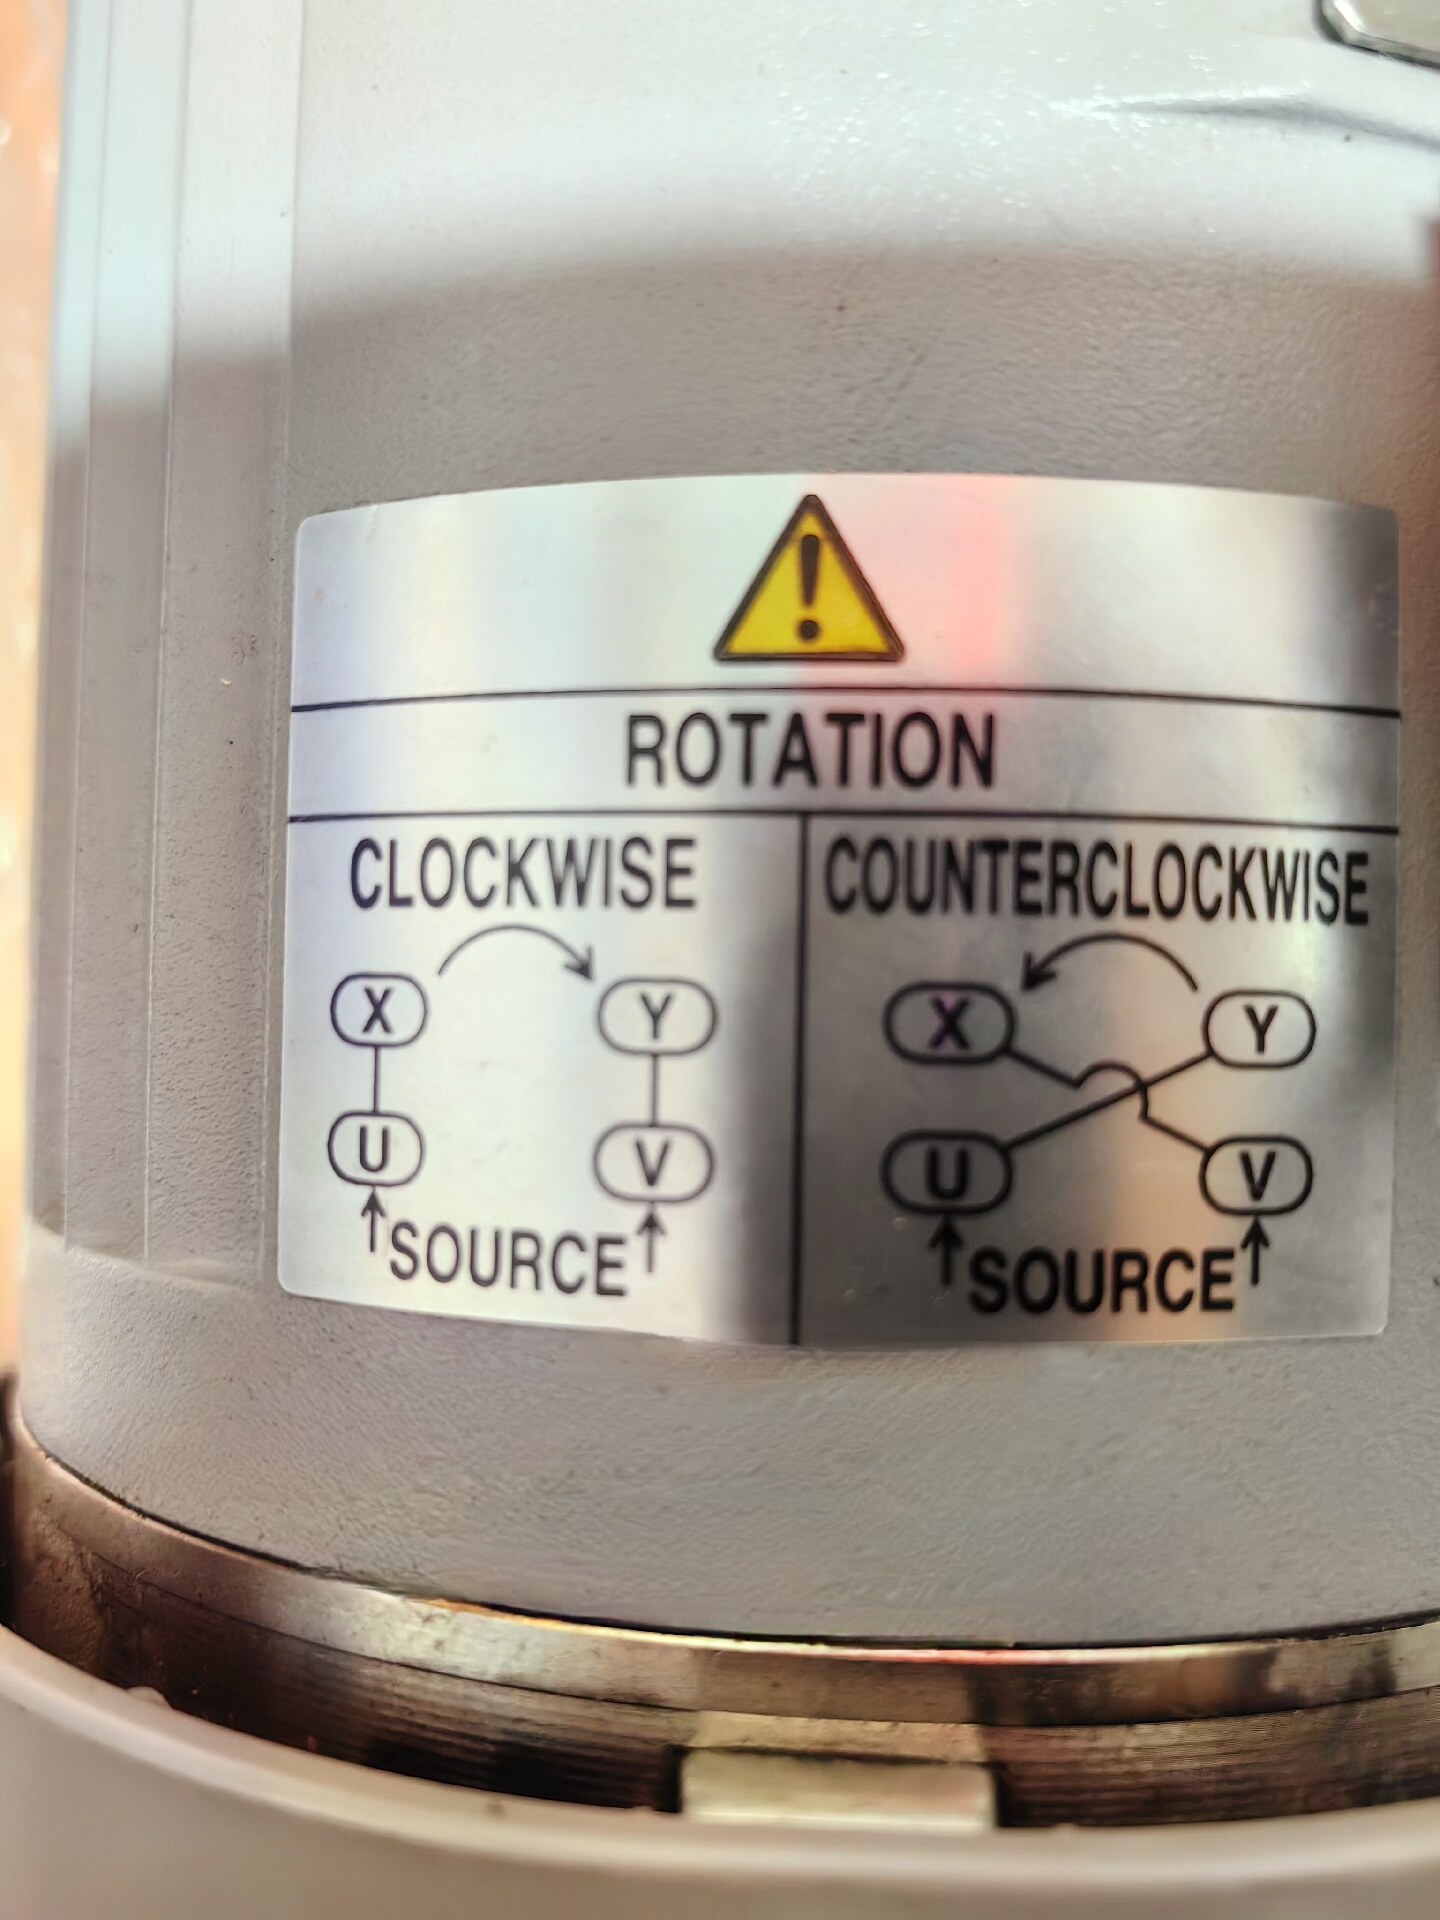 ROTATION
CLOCKWISE
X Y
U V
SOURCE
COUNTERCLOCKWISE
X Y
U V
SOURCE